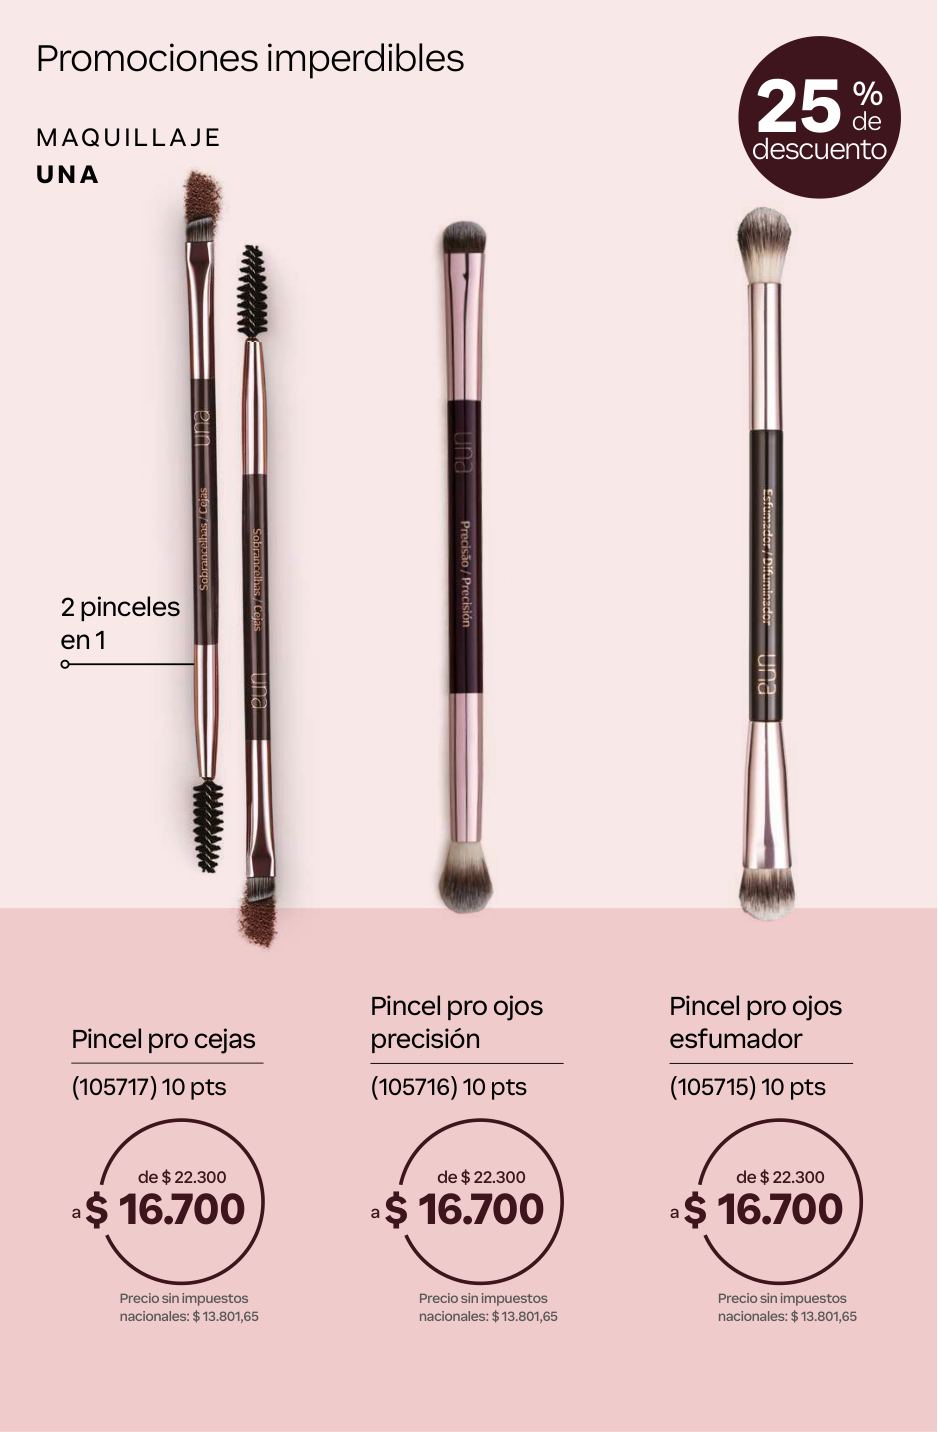 Promociones imperdibles
MAQUILLAJE
UNA
25 %
de
descuento
una
Sobrancelhas / Cejas
Sobrancelhas / Cejas
una
una
Precisão / Precisión
Esfumador / Difuminador
una
2 pinceles
en 1
Pincel pro cejas
(105717) 10 pts
de $ 22.300
a $ 16.700
Precio sin impuestos
nacionales: $ 13.801,65
Pincel pro ojos
precisión
(105716) 10 pts
de $ 22.300
a $ 16.700
Precio sin impuestos
nacionales: $ 13.801,65
Pincel pro ojos
esfumador
(105715) 10 pts
de $ 22.300
a $ 16.700
Precio sin impuestos
nacionales: $ 13.801,65